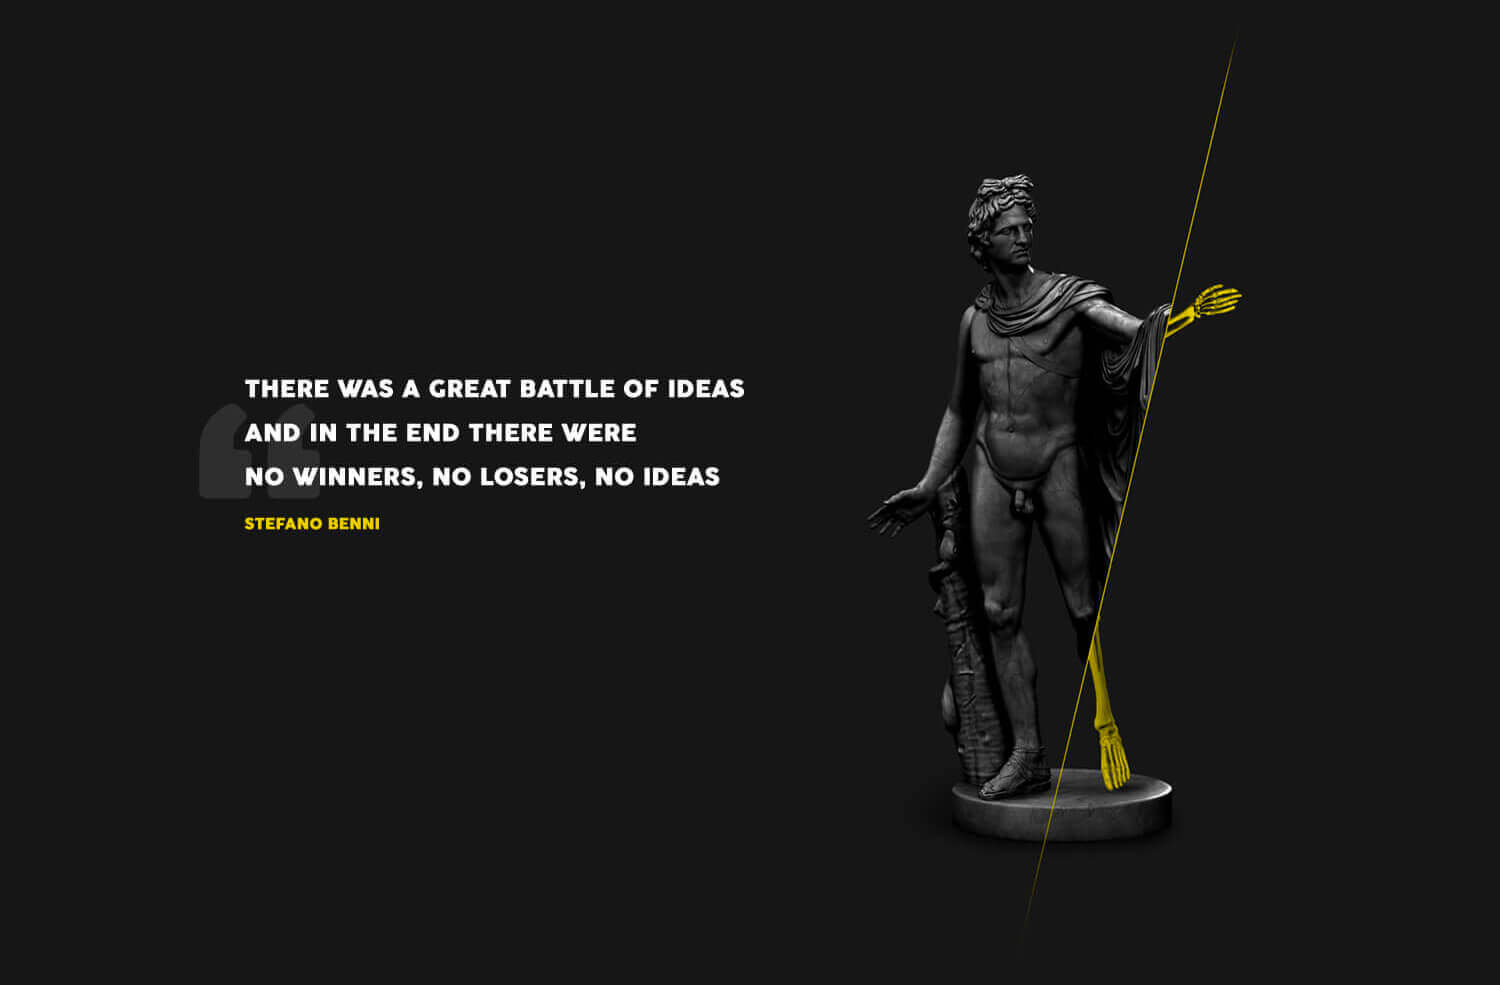 THERE WAS A GREAT BATTLE OF IDEAS
AND IN THE END THERE WERE
NO WINNERS, NO LOSERS, NO IDEAS
STEFANO BENNI